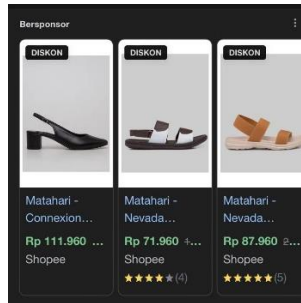 Bersponsor
DISKON
Matahari -
Connexion...
Rp 111.960 ...
Shopee
DISKON
Matahari -
Nevada...
Rp 71.960 ...
Shopee
(4)
DISKON
Matahari -
Nevada...
Rp 87.960 ...
Shopee
(5)